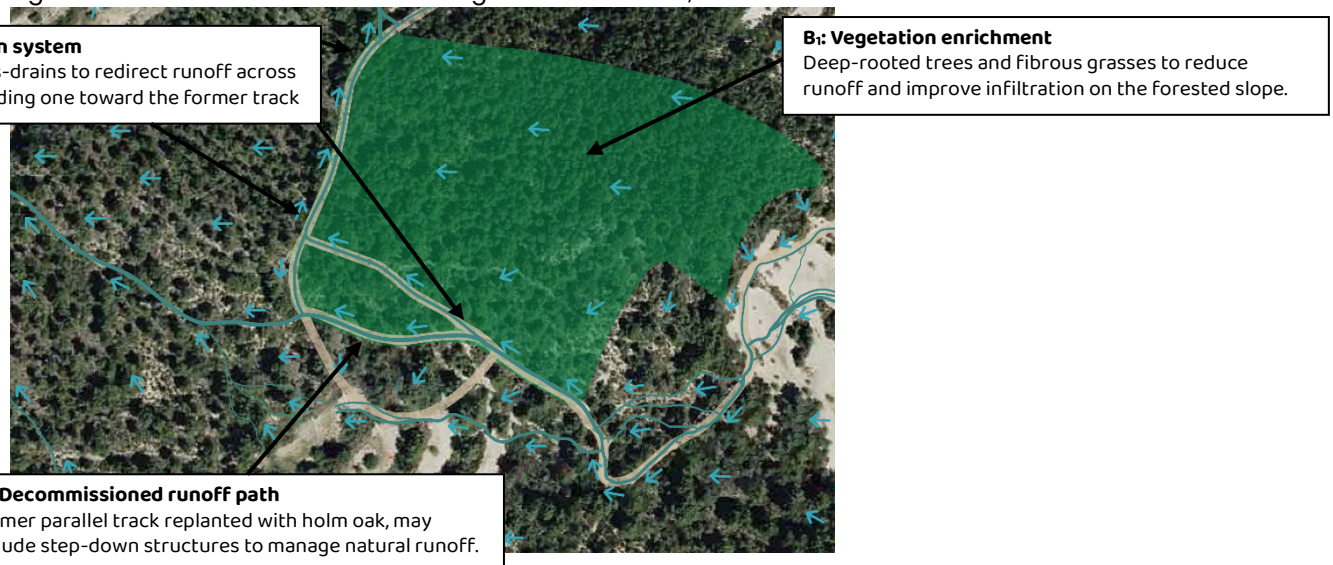 n system
s-drains to redirect runoff across
ding one toward the former track
B₁: Vegetation enrichment
Deep-rooted trees and fibrous grasses to reduce
runoff and improve infiltration on the forested slope.
Decommissioned runoff path
mer parallel track replanted with holm oak, may
ude step-down structures to manage natural runoff.